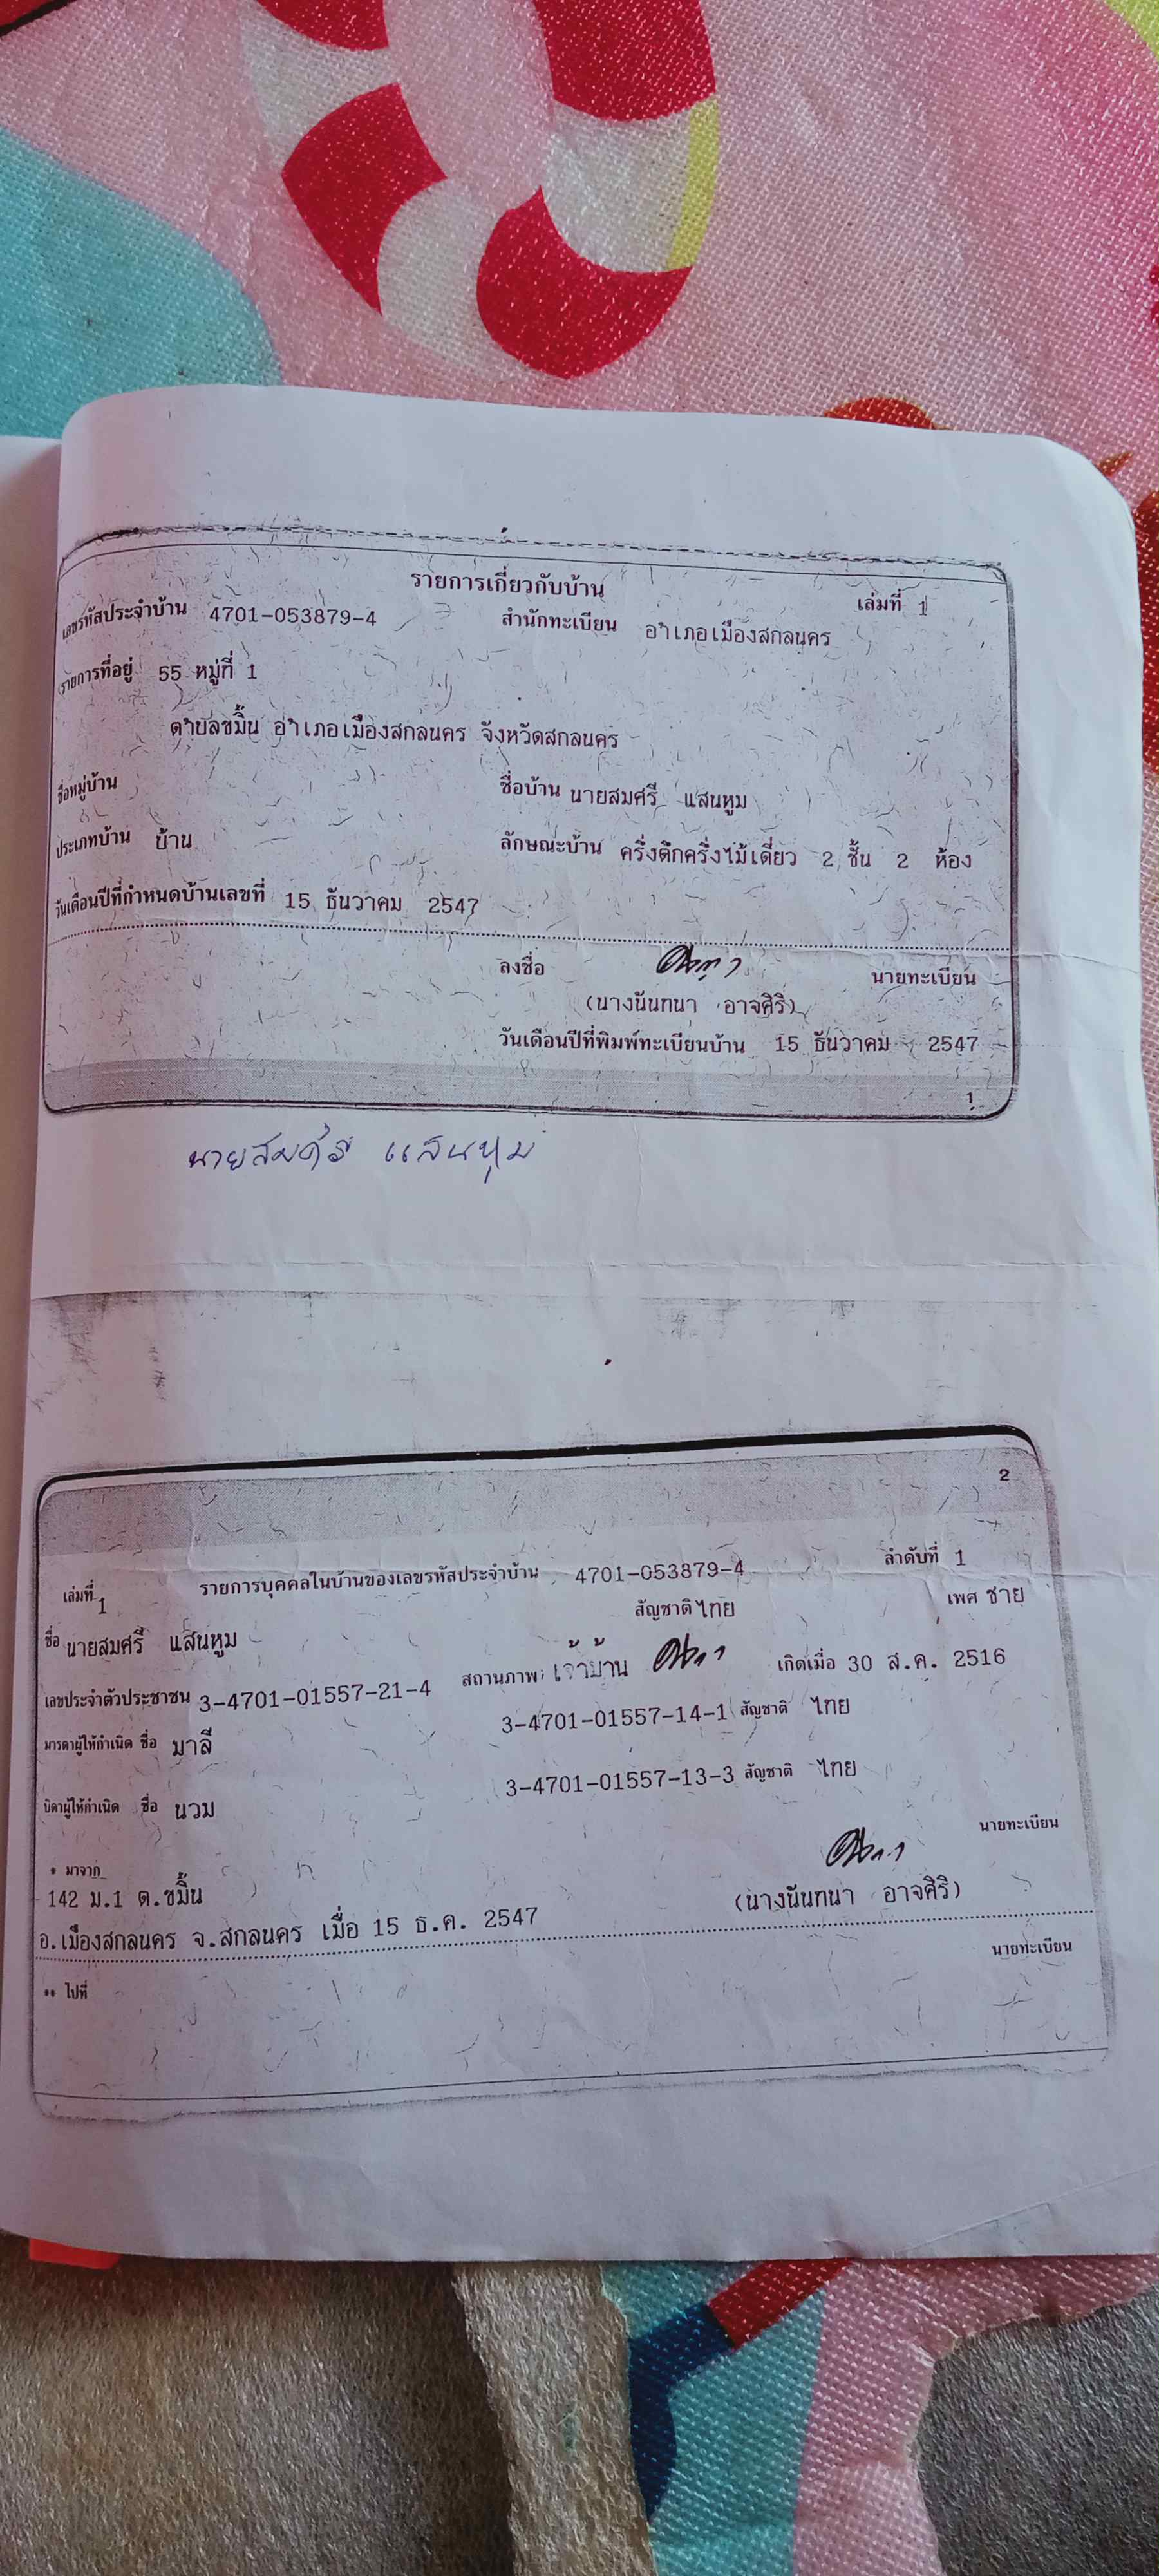 รายการเกี่ยวกับบ้าน เล่มที่ 1
เลขรหัสประจำบ้าน 4701-053879-4 สำนักทะเบียน อำเภอเมืองสกลนคร
รายการที่อยู่ 55 หมู่ที่ 1
ตำบลขมิ้น อำเภอเมืองสกลนคร จังหวัดสกลนคร
ชื่อหมู่บ้าน ชื่อบ้าน นายสมศรี แสนหูม
ประเภทบ้าน บ้าน ลักษณะบ้าน ครึ่งตึกครึ่งไม้เดี่ยว 2 ชั้น 2 ห้อง
วันเดือนปีที่กำหนดบ้านเลขที่ 15 ธันวาคม 2547
ลงชื่อ นายทะเบียน
(นางนันทนา อาจศิริ)
วันเดือนปีที่พิมพ์ทะเบียนบ้าน 15 ธันวาคม 2547
1
นายสมศรี แสนหูม
2
เล่มที่ 1 รายการบุคคลในบ้านของเลขรหัสประจำบ้าน 4701-053879-4 ลำดับที่ 1
ชื่อ นายสมศรี แสนหูม สัญชาติ ไทย เพศ ชาย
เลขประจำตัวประชาชน 3-4701-01557-21-4 สถานภาพ เจ้าบ้าน เกิดเมื่อ 30 ส.ค. 2516
มารดาผู้ให้กำเนิด ชื่อ มาลี 3-4701-01557-14-1 สัญชาติ ไทย
บิดาผู้ให้กำเนิด ชื่อ นวม 3-4701-01557-13-3 สัญชาติ ไทย
* มาจาก นายทะเบียน
142 ม.1 ต.ขมิ้น (นางนันทนา อาจศิริ)
อ.เมืองสกลนคร จ.สกลนคร เมื่อ 15 ธ.ค. 2547
** ไปที่ นายทะเบียน